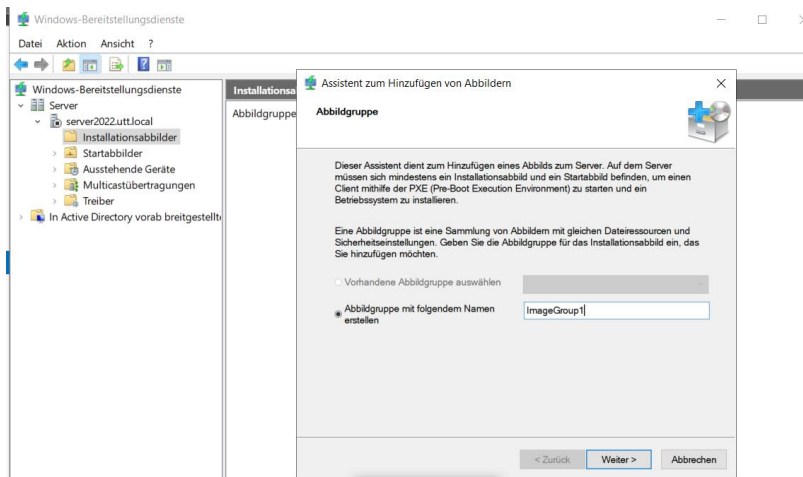 Windows-Bereitstellungsdienste
Datei Aktion Ansicht ?
Windows-Bereitstellungsdienste
Server
server2022.utt.local
Installationsabbilder
Startabbilder
Ausstehende Geräte
Multicastübertragungen
Treiber
In Active Directory vorab breitgestellte
Installationsa
Abbildgruppe
Assistent zum Hinzufügen von Abbildern
Abbildgruppe
Dieser Assistent dient zum Hinzufügen eines Abbilds zum Server. Auf dem Server
müssen sich mindestens ein Installationsabbild und ein Startabbild befinden, um einen
Client mithilfe der PXE (Pre-Boot Execution Environment) zu starten und ein
Betriebssystem zu installieren.
Eine Abbildgruppe ist eine Sammlung von Abbildern mit gleichen Dateiressourcen und
Sicherheitseinstellungen. Geben Sie die Abbildgruppe für das Installationsabbild ein, das
Sie hinzufügen möchten.
Vorhandene Abbildgruppe auswählen
Abbildgruppe mit folgendem Namen
erstellen
ImageGroup1
< Zurück Weiter > Abbrechen